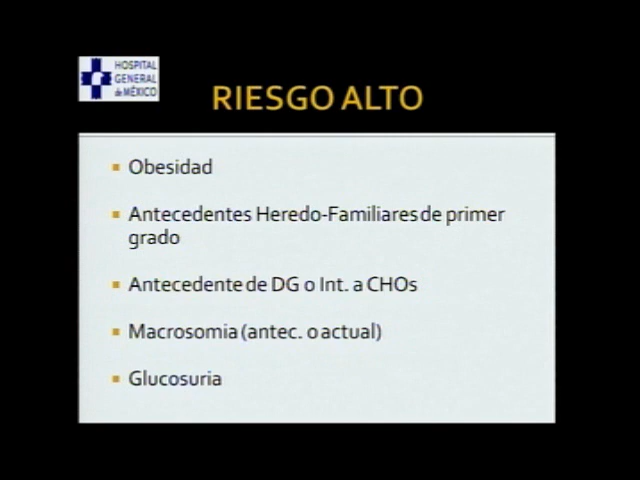 HOSPITAL
GENERAL
de MÉXICO
RIESGO ALTO
Obesidad
Antecedentes Heredo-Familiares de primer
grado
Antecedente de DG o Int. a CHOs
Macrosomia (antec. o actual)
Glucosuria